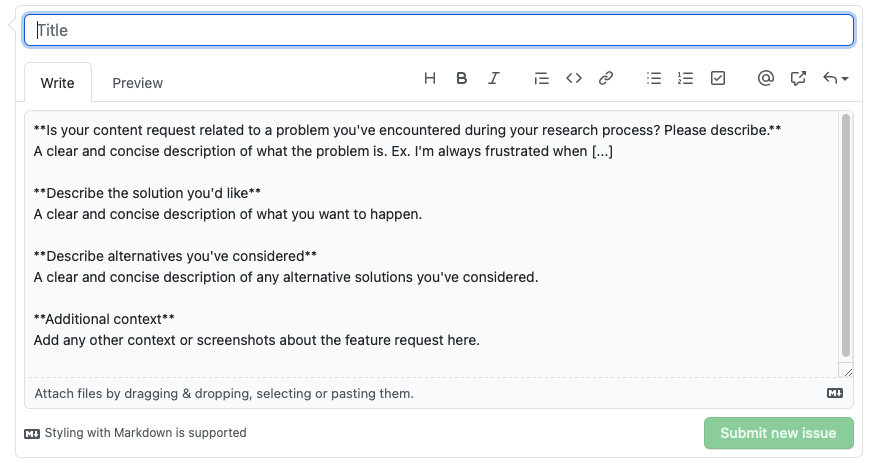 Title
Write
Preview
**Is your content request related to a problem you've encountered during your research process? Please describe.**
A clear and concise description of what the problem is. Ex. I'm always frustrated when [...]
**Describe the solution you'd like**
A clear and concise description of what you want to happen.
**Describe alternatives you've considered**
A clear and concise description of any alternative solutions you've considered.
**Additional context**
Add any other context or screenshots about the feature request here.
Attach files by dragging & dropping, selecting or pasting them.
Styling with Markdown is supported
Submit new issue